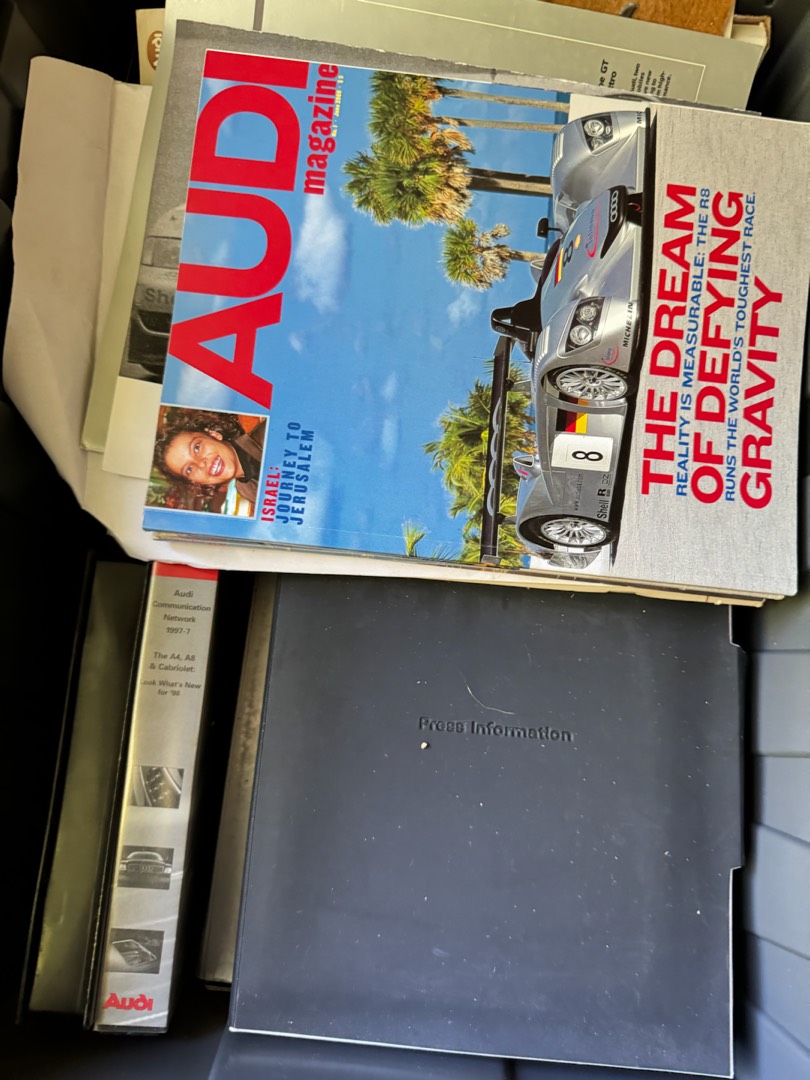 AUDI
magazine
ISRAEL:
JOURNEY TO
JERUSALEM
8
MICHELIN
Shell
THE DREAM
REALITY IS MEASURABLE: THE R8
OF DEFYING
RUNS THE WORLD'S TOUGHEST RACE.
GRAVITY
Audi
Communication
Network
1997-7
The A4, A8
& Cabriolet
Look What's New
for '98
Audi
Press Information